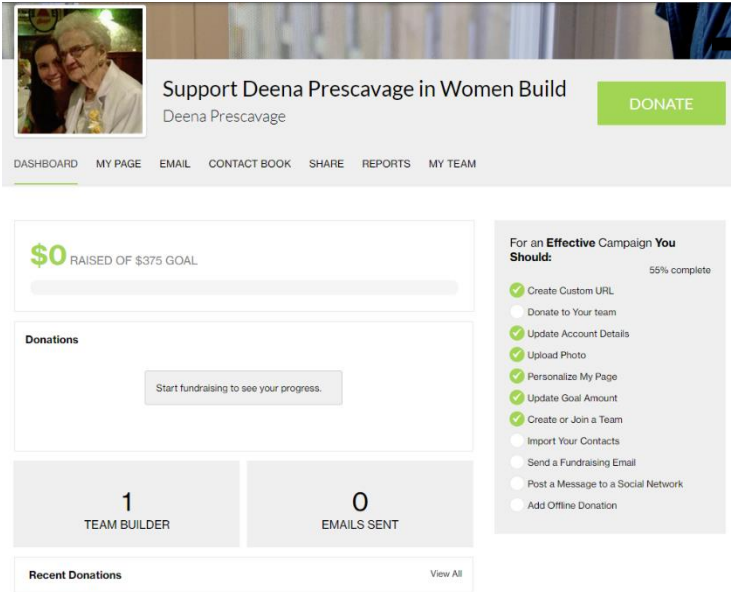 Support Deena Prescavage in Women Build
Deena Prescavage
DONATE
DASHBOARD MY PAGE EMAIL CONTACT BOOK SHARE REPORTS MY TEAM
$0 RAISED OF $375 GOAL
Donations
Start fundraising to see your progress.
1
TEAM BUILDER
0
EMAILS SENT
Recent Donations View All
For an Effective Campaign You
Should:
55% complete
Create Custom URL
Donate to Your team
Update Account Details
Upload Photo
Personalize My Page
Update Goal Amount
Create or Join a Team
Import Your Contacts
Send a Fundraising Email
Post a Message to a Social Network
Add Offline Donation